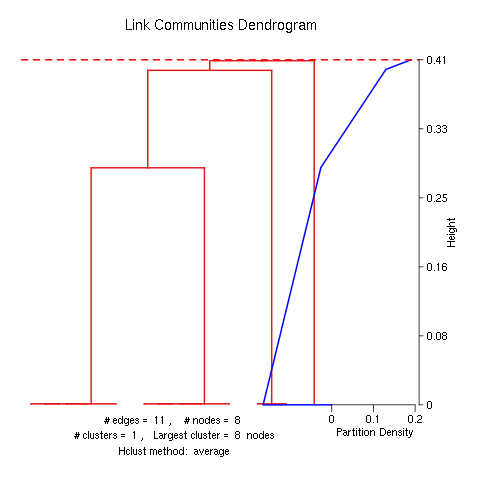 Link Communities Dendrogram
0.41
0.33
0.25
Height
0.16
0.08
0
0 0.1 0.2
Partition Density
# edges = 11 , # nodes = 8
# clusters = 1 , Largest cluster = 8 nodes
Hclust method: average